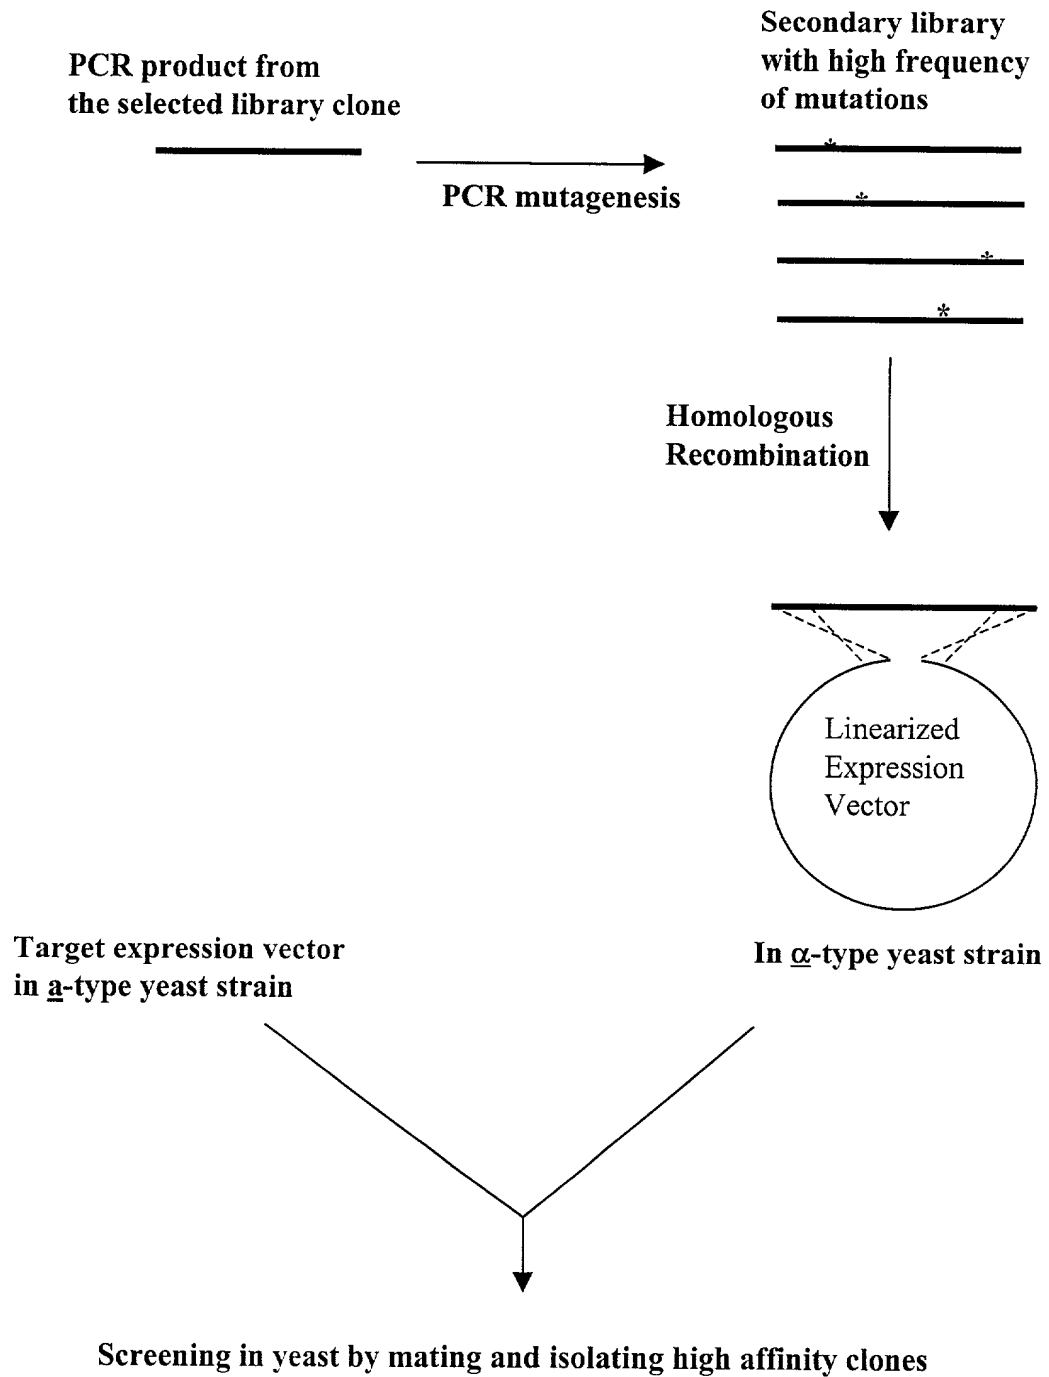 PCR product from
the selected library clone
PCR mutagenesis
Secondary library
with high frequency
of mutations
*
*
*
*
Homologous
Recombination
Linearized
Expression
Vector
Target expression vector
in a-type yeast strain
In α-type yeast strain
Screening in yeast by mating and isolating high affinity clones